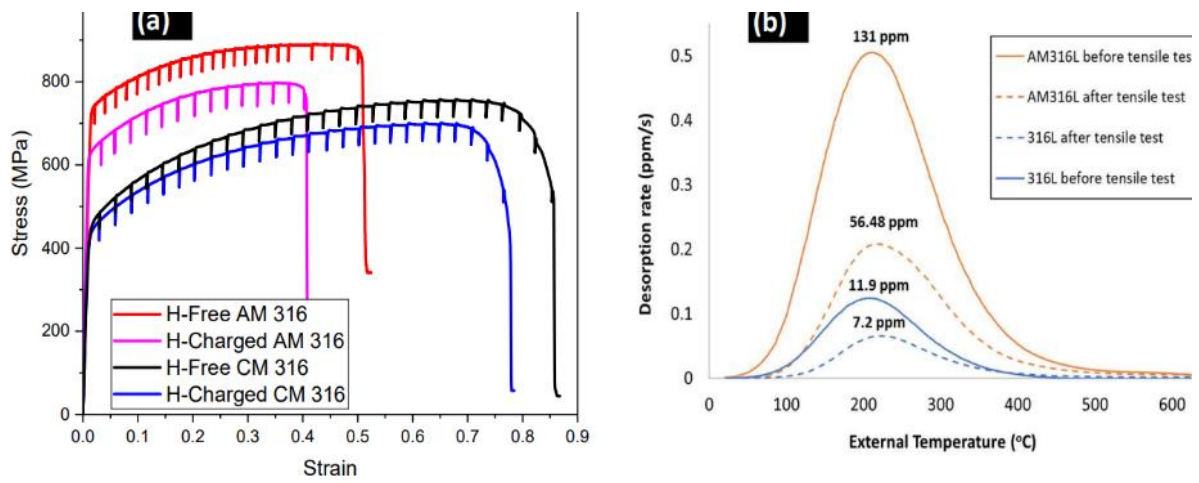 (a)
800
600
400
200
0
Stress (MPa)
H-Free AM 316
H-Charged AM 316
H-Free CM 316
H-Charged CM 316
0.0 0.1 0.2 0.3 0.4 0.5 0.6 0.7 0.8 0.9
Strain
(b)
0.5
0.4
0.3
0.2
0.1
0
Desorption rate (ppm/s)
131 ppm
56.48 ppm
11.9 ppm
7.2 ppm
AM316L before tensile test
AM316L after tensile test
316L after tensile test
316L before tensile test
0 100 200 300 400 500 600
External Temperature (°C)